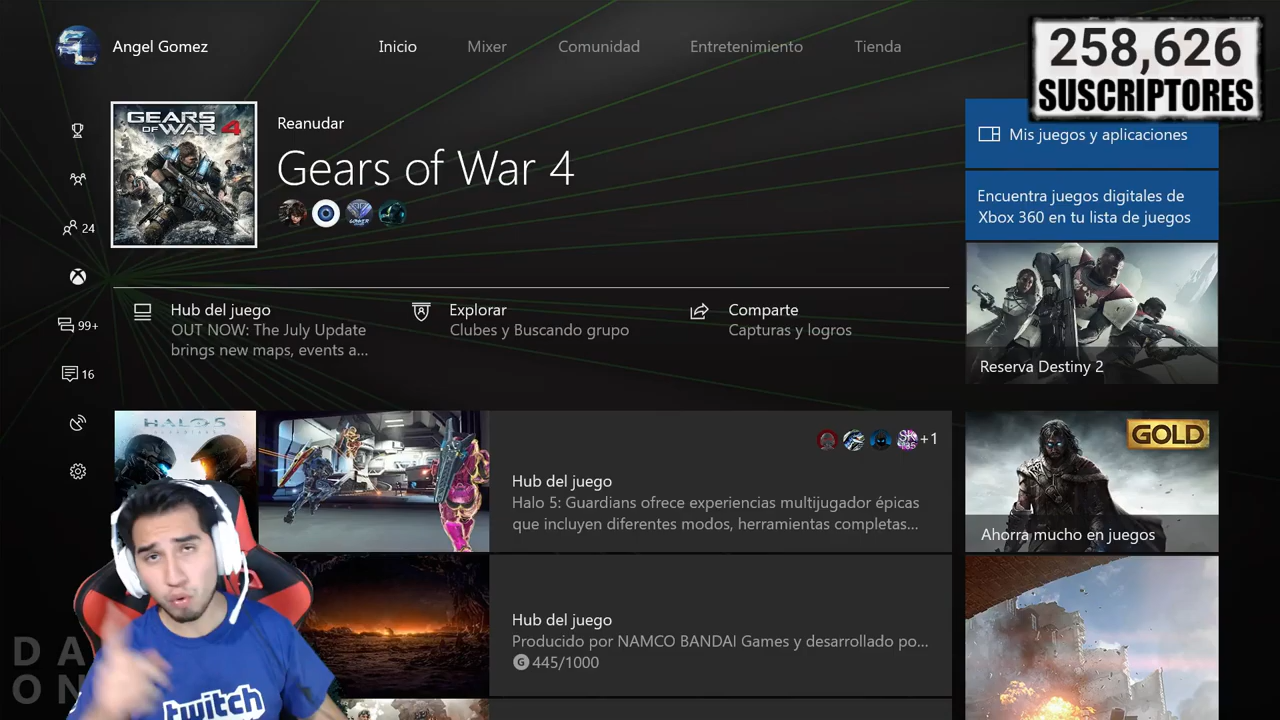 Angel Gomez
Inicio
Mixer
Comunidad
Entretenimiento
Tienda
258,626
SUSCRIPTORES
GEARS
OF WAR 4
Reanudar
Gears of War 4
24
99+
16
Hub del juego
OUT NOW: The July Update
brings new maps, events a...
Explorar
Clubes y Buscando grupo
Comparte
Capturas y logros
Mis juegos y aplicaciones
Encuentra juegos digitales de
Xbox 360 en tu lista de juegos
Reserva Destiny 2
HALO 5
+1
Hub del juego
Halo 5: Guardians ofrece experiencias multijugador épicas
que incluyen diferentes modos, herramientas completas...
GOLD
Ahorra mucho en juegos
Hub del juego
Producido por NAMCO BANDAI Games y desarrollado po...
G 445/1000
DA
ON
twitch